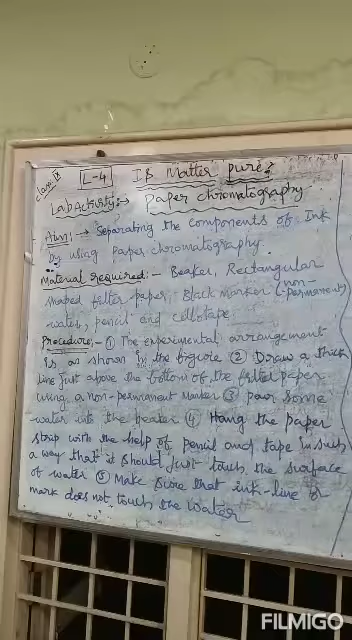 class IX
L-4 Is Matter pure?
Lab Activity:→ Paper chromatography
Aim:→ Separating the components of Ink
by using Paper chromatography.
Material required:- Beaker, Rectangular
shaped filter paper, Black Marker (non-permanent)
water, pencil and cellotape.
Procedure:- ① The experimental arrangement
is as shown in the figure ② Draw a thick
line just above the bottom of the filter paper
using a non-permanent Marker ③ pour some
water into the beaker ④ Hang the paper
strip with the help of pencil and tape in such
a way that it should just touch the surface
of water ⑤ Make sure that ink-line or
mark does not touch the water
FILMIGO